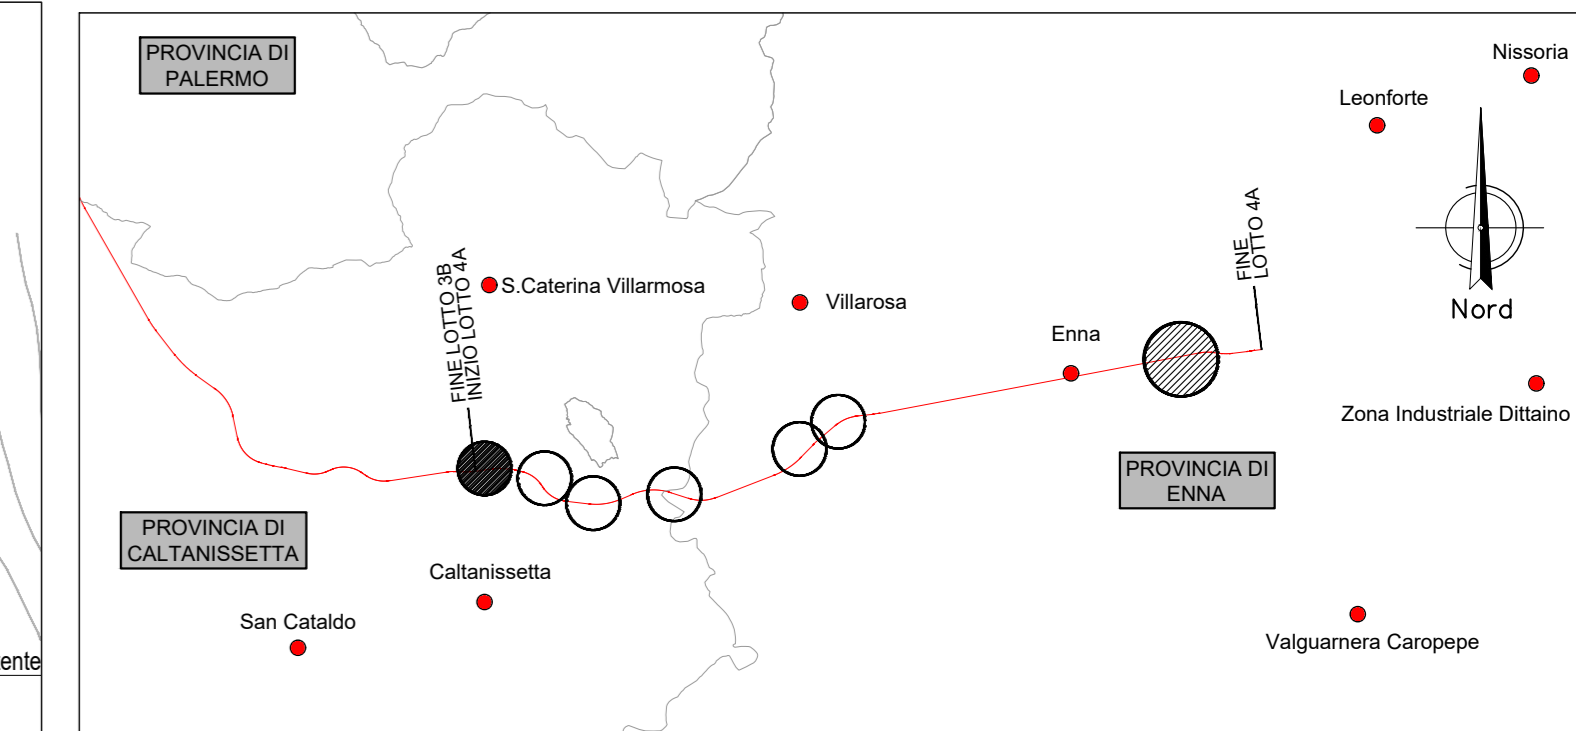 PROVINCIA DI
PALERMO
Nissoria
Leonforte
FINE
LOTTO 4A
FINE LOTTO 3B
INIZIO LOTTO 4A
S.Caterina Villarmosa
Villarosa
Nord
Enna
Zona Industriale Dittaino
PROVINCIA DI
ENNA
PROVINCIA DI
CALTANISSETTA
Caltanissetta
San Cataldo
Valguarnera Caropepe